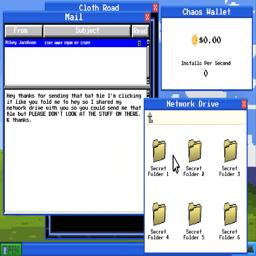 Cloth Road
Mail
From Subject Read
Mikey Jacobson STAY AWAY FROM MY STUFF
Hey thanks for sending that bat file I'm clicking
it like you told me to hey so I shared my
network drive with you so you could send me that
file but PLEASE DON'T LOOK AT THE STUFF ON THERE.
K thanks.
Chaos Wallet
$0.00
Installs Per Second
0
Network Drive
Secret Folder 1
Secret Folder 2
Secret Folder 3
Secret Folder 4
Secret Folder 5
Secret Folder 6